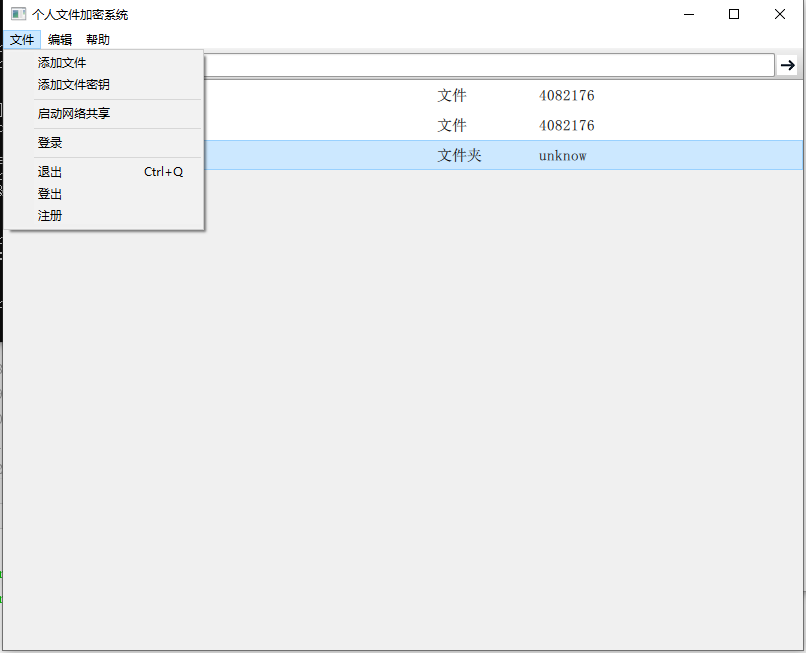 个人文件加密系统
文件 编辑 帮助
添加文件
添加文件密钥
启动网络共享
登录
退出 Ctrl+Q
登出
注册
文件 4082176
文件 4082176
文件夹 unknow